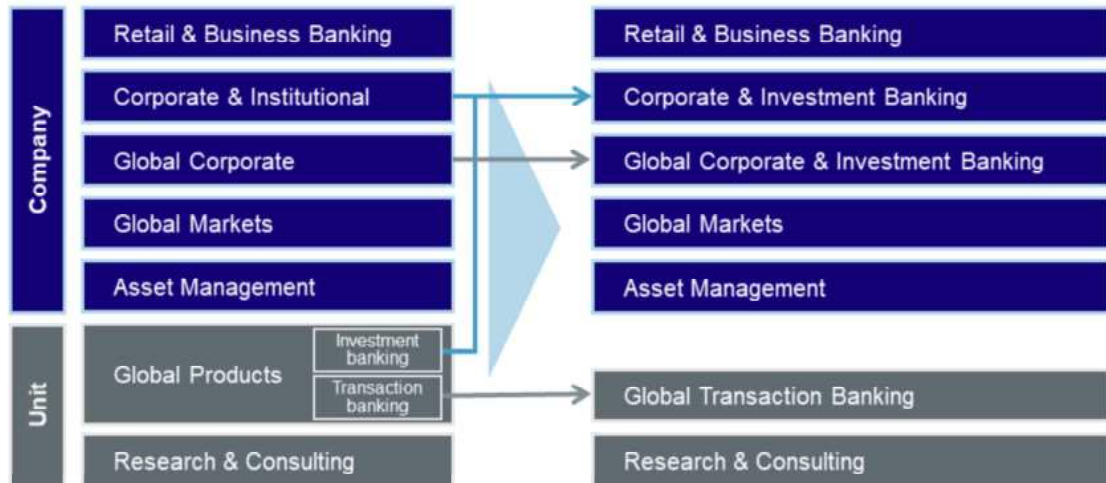 Company
Retail & Business Banking
Corporate & Institutional
Global Corporate
Global Markets
Asset Management
Unit
Global Products
Investment
banking
Transaction
banking
Research & Consulting
Retail & Business Banking
Corporate & Investment Banking
Global Corporate & Investment Banking
Global Markets
Asset Management
Global Transaction Banking
Research & Consulting